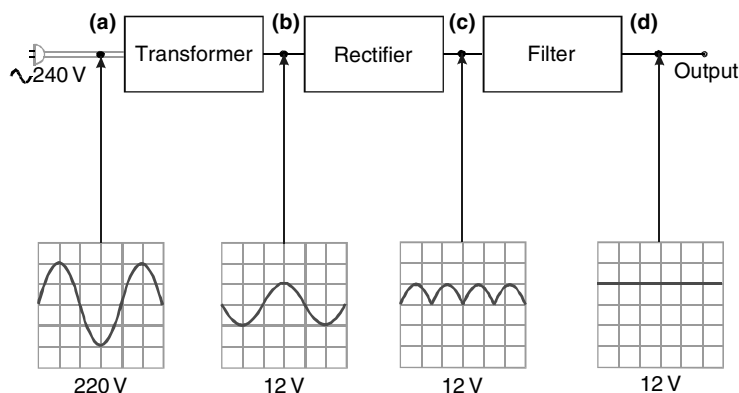 (a)
(b)
(c)
(d)
Transformer
Rectifier
Filter
240 V
Output
220 V
12 V
12 V
12 V